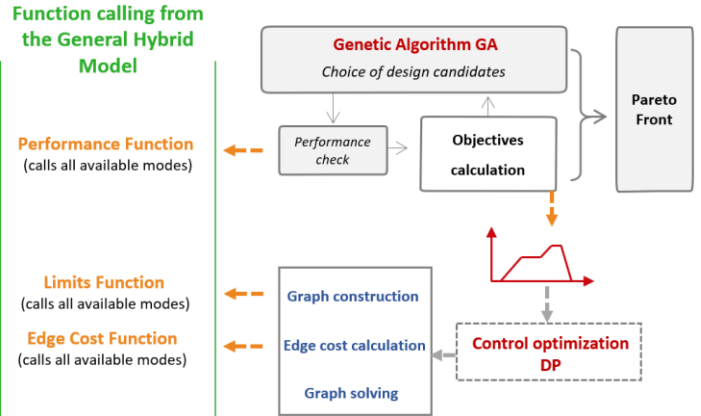 Function calling from
the General Hybrid
Model
Genetic Algorithm GA
Choice of design candidates
Pareto
Front
Performance Function
(calls all available modes)
Performance
check
Objectives
calculation
Limits Function
(calls all available modes)
Edge Cost Function
(calls all available modes)
Graph construction
Edge cost calculation
Graph solving
Control optimization
DP